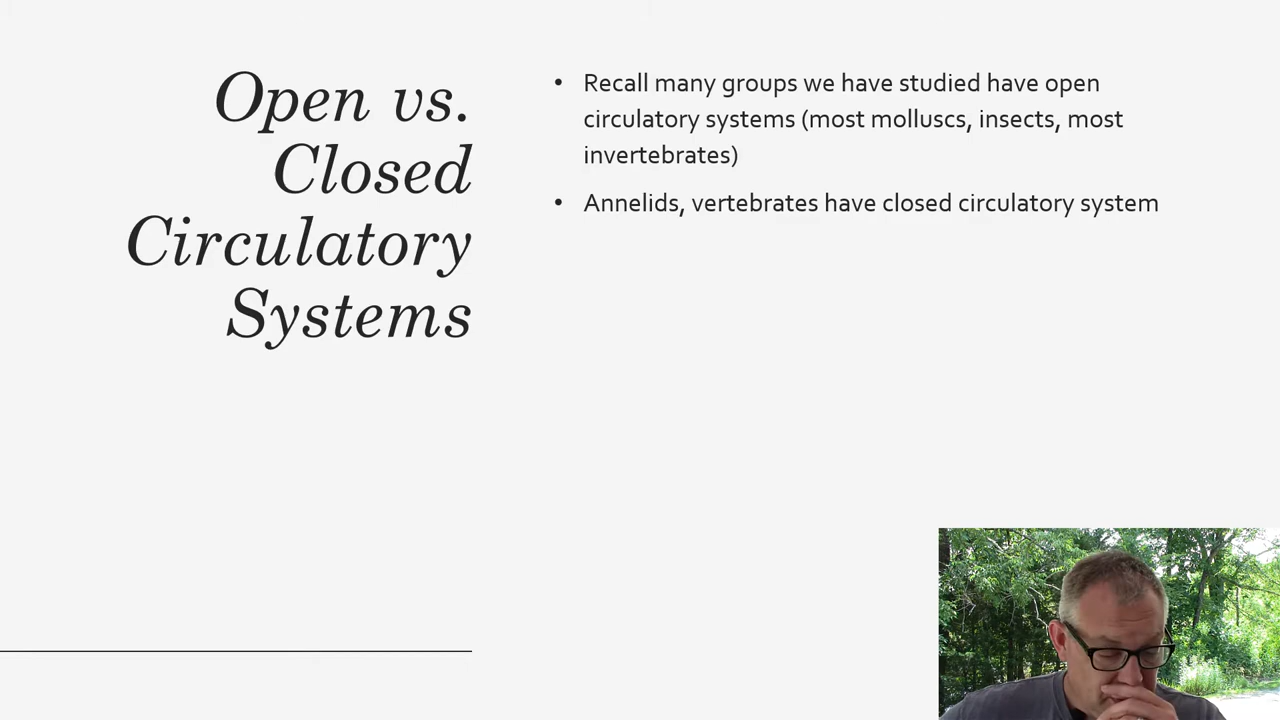 Open vs.
Closed
Circulatory
Systems
• Recall many groups we have studied have open
circulatory systems (most molluscs, insects, most
invertebrates)
• Annelids, vertebrates have closed circulatory system